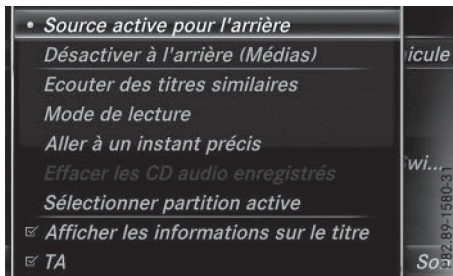 • Source active pour l'arrière
Désactiver à l'arrière (Médias)
icule
Ecouter des titres similaires
Mode de lecture
Aller à un instant précis
Effacer les CD audio enregistrés
wi...
Sélectionner partition active
Afficher les informations sur le titre
TA
So
P82.89-1580-31